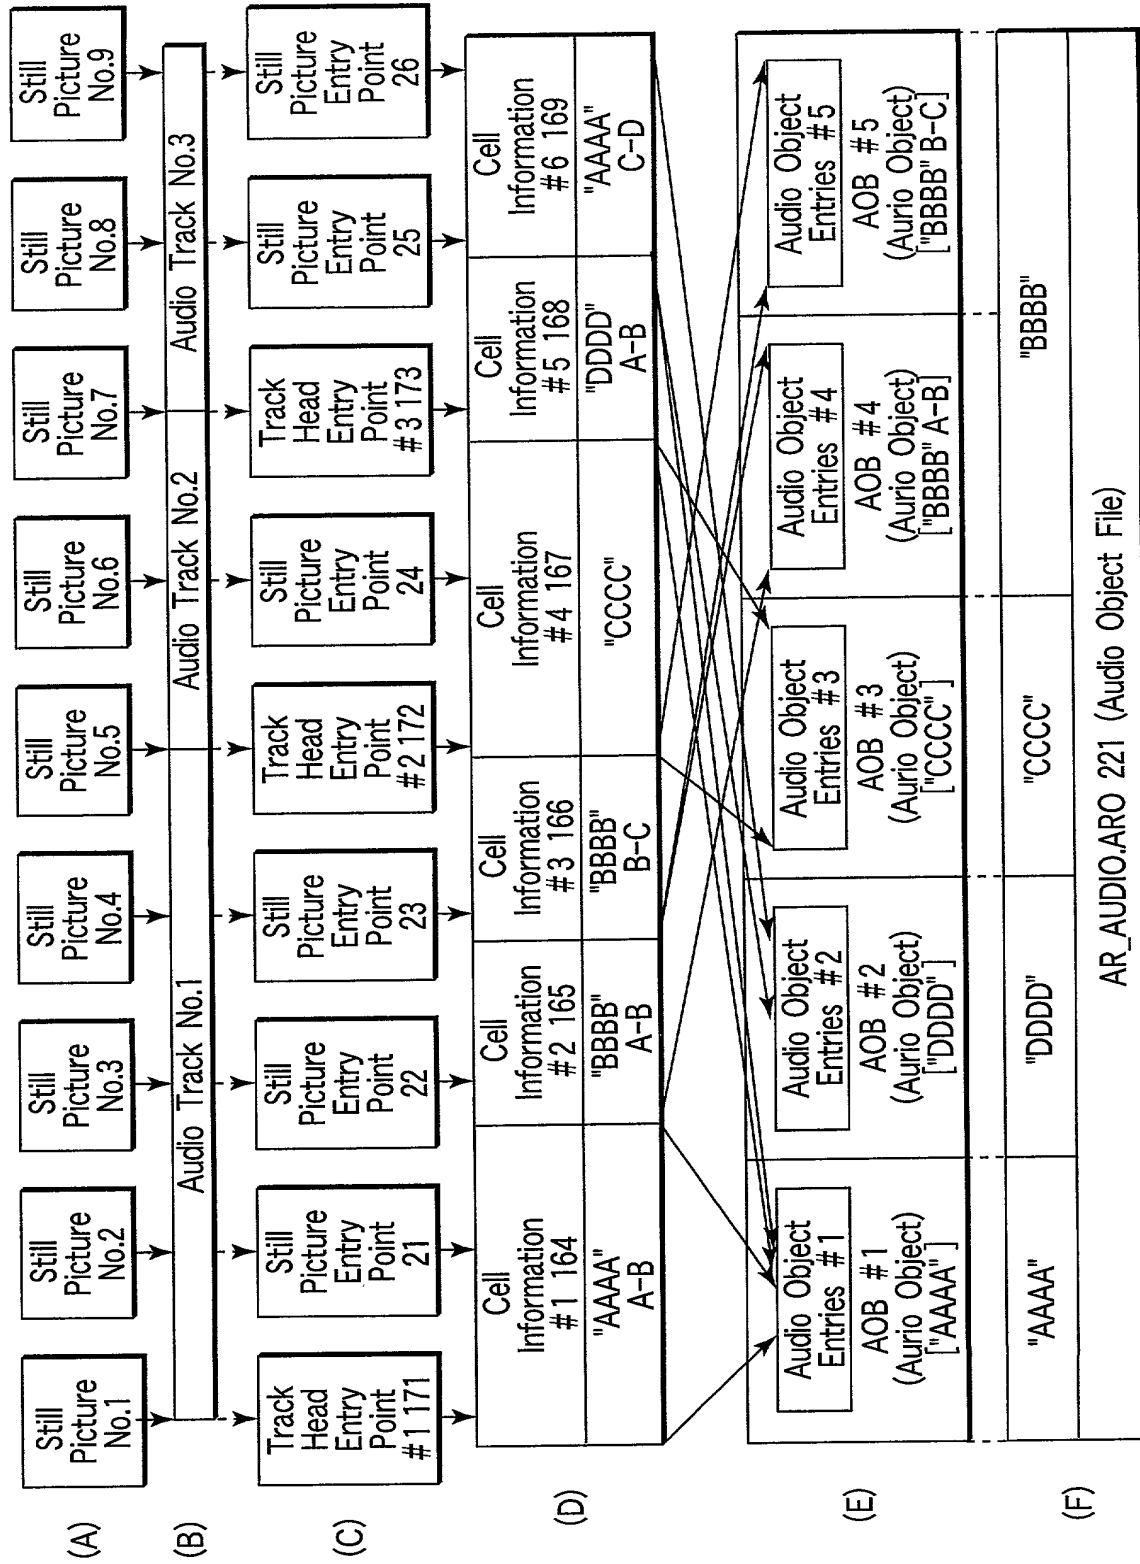 (A)
Still
Picture
No.1
Still
Picture
No.2
Still
Picture
No.3
Still
Picture
No.4
Still
Picture
No.5
Still
Picture
No.6
Still
Picture
No.7
Still
Picture
No.8
Still
Picture
No.9
(B)
Audio Track No.1
Audio Track No.2
Audio Track No.3
(C)
Track
Head
Entry
Point
#1 171
Still
Picture
Entry
Point
21
Still
Picture
Entry
Point
22
Still
Picture
Entry
Point
23
Track
Head
Entry
Point
#2 172
Still
Picture
Entry
Point
24
Track
Head
Entry
Point
#3 173
Still
Picture
Entry
Point
25
Still
Picture
Entry
Point
26
(D)
Cell
Information
#1 164
Cell
Information
#2 165
Cell
Information
#3 166
Cell
Information
#4 167
Cell
Information
#5 168
Cell
Information
#6 169
"AAAA"
A-B
"BBBB"
A-B
"BBBB"
B-C
"CCCC"
"DDDD"
A-B
"AAAA"
C-D
(E)
Audio Object
Entries #1
AOB #1
(Aurio Object)
["AAAA"]
Audio Object
Entries #2
AOB #2
(Aurio Object)
["DDDD"]
Audio Object
Entries #3
AOB #3
(Aurio Object)
["CCCC"]
Audio Object
Entries #4
AOB #4
(Aurio Object)
["BBBB" A-B]
Audio Object
Entries #5
AOB #5
(Aurio Object)
["BBBB" B-C]
(F)
"AAAA"
"DDDD"
"CCCC"
"BBBB"
AR_AUDIO.ARO 221 (Audio Object File)